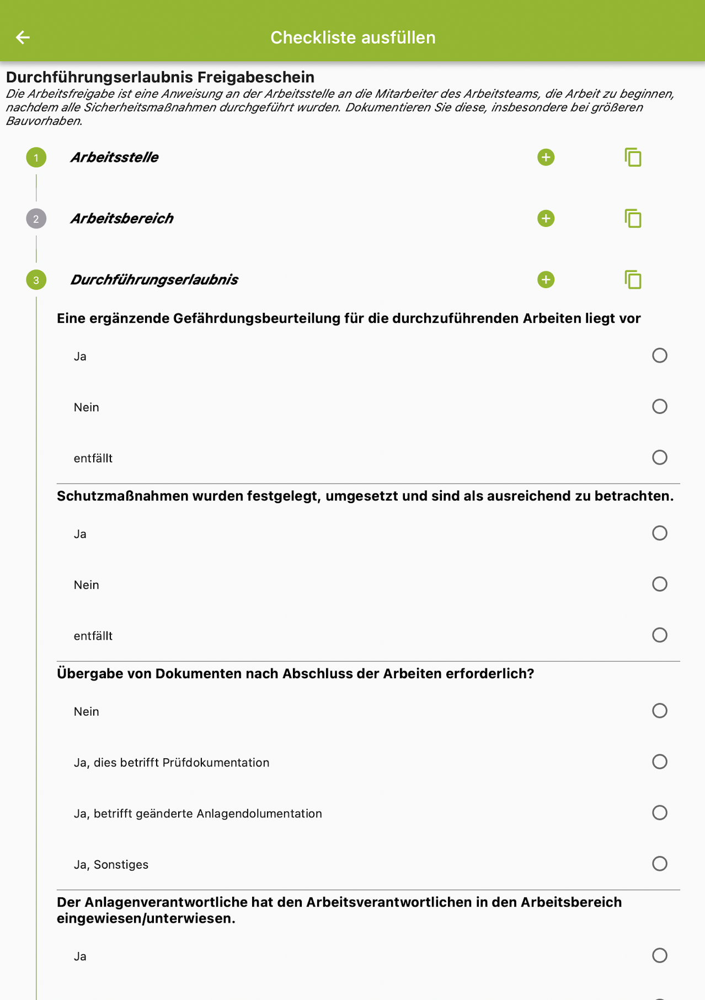 Checkliste ausfüllen
Durchführungserlaubnis Freigabeschein
Die Arbeitsfreigabe ist eine Anweisung an der Arbeitsstelle an die Mitarbeiter des Arbeitsteams, die Arbeit zu beginnen,
nachdem alle Sicherheitsmaßnahmen durchgeführt wurden. Dokumentieren Sie diese, insbesondere bei größeren
Bauvorhaben.
1 Arbeitsstelle
2 Arbeitsbereich
3 Durchführungserlaubnis
Eine ergänzende Gefährdungsbeurteilung für die durchzuführenden Arbeiten liegt vor
Ja
Nein
entfällt
Schutzmaßnahmen wurden festgelegt, umgesetzt und sind als ausreichend zu betrachten.
Ja
Nein
entfällt
Übergabe von Dokumenten nach Abschluss der Arbeiten erforderlich?
Nein
Ja, dies betrifft Prüfdokumentation
Ja, betrifft geänderte Anlagendolumentation
Ja, Sonstiges
Der Anlagenverantwortliche hat den Arbeitsverantwortlichen in den Arbeitsbereich
eingewiesen/unterwiesen.
Ja